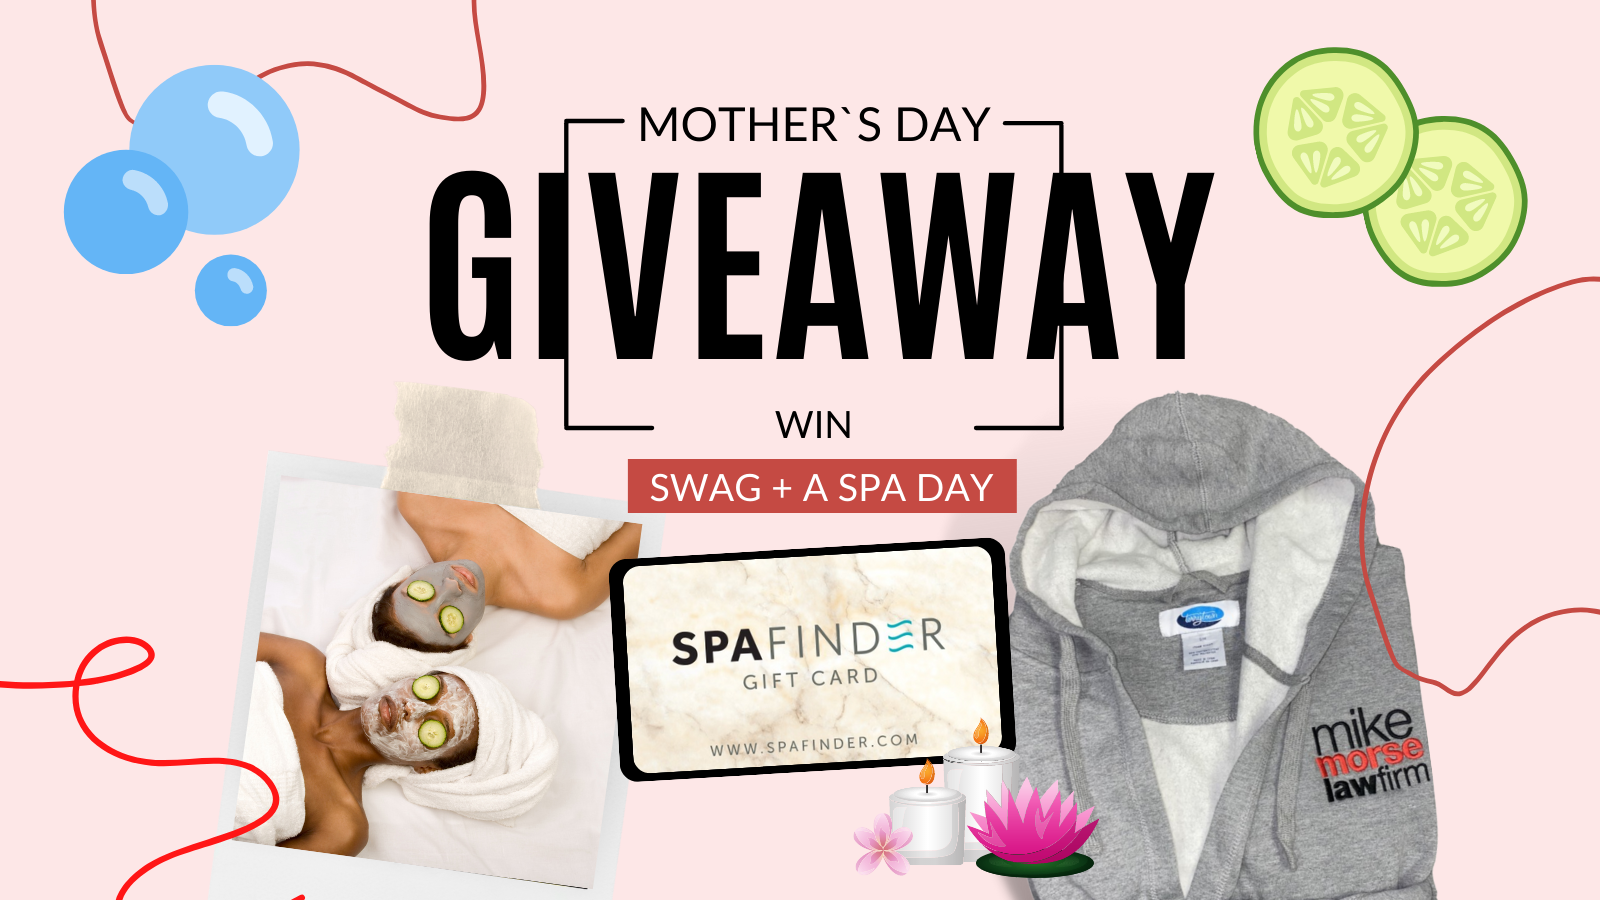 MOTHER`S DAY
GIVEAWAY
WIN
SWAG + A SPA DAY
SPAFINDER
GIFT CARD
WWW.SPAFINDER.COM
mike
morse
lawfirm